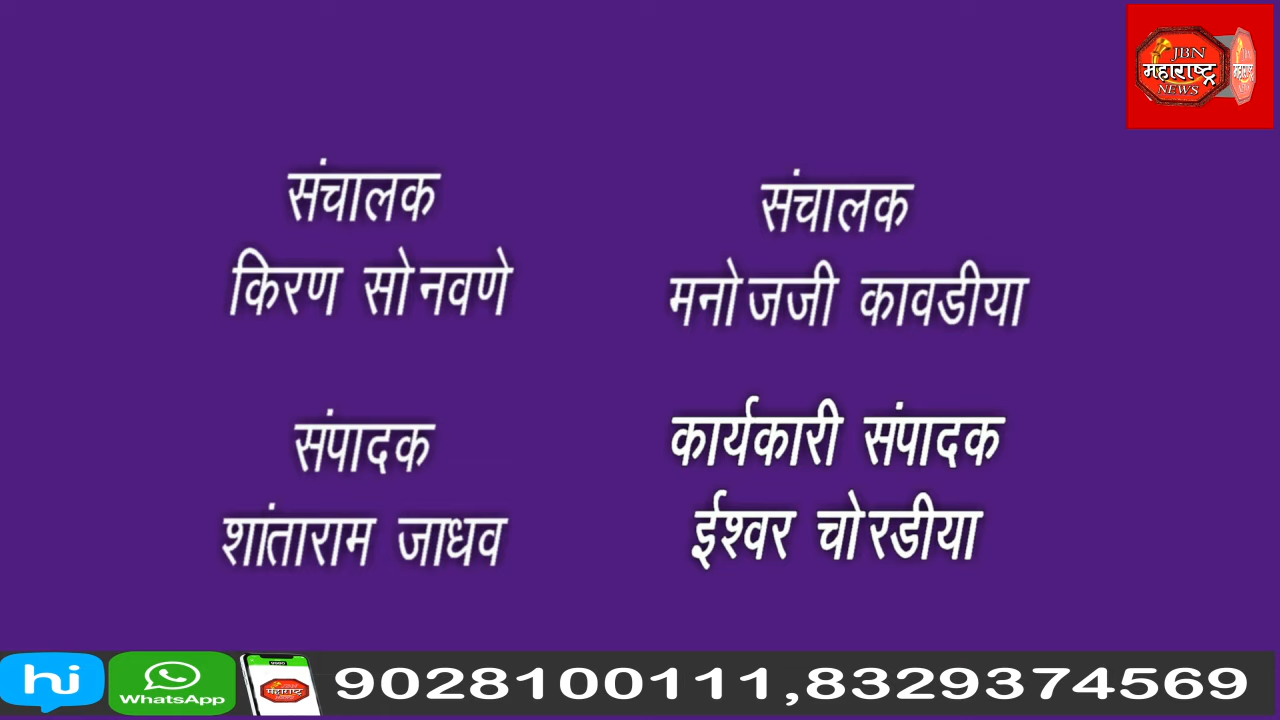 JBN
महाराष्ट्र
NEWS
संचालक
किरण सोनवणे
संचालक
मनोजजी कावडीया
संपादक
शांताराम जाधव
कार्यकारी संपादक
ईश्वर चोरडीया
hi
WhatsApp
महाराष्ट्र
9028100111,8329374569